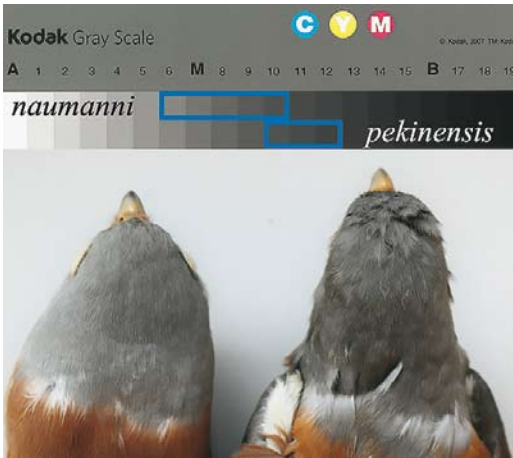 Kodak Gray Scale
C Y M
© Kodak, 2007 TM: Kod
A 1 2 3 4 5 6 M 8 9 10 11 12 13 14 15 B 17 18 19
naumanni
pekinensis